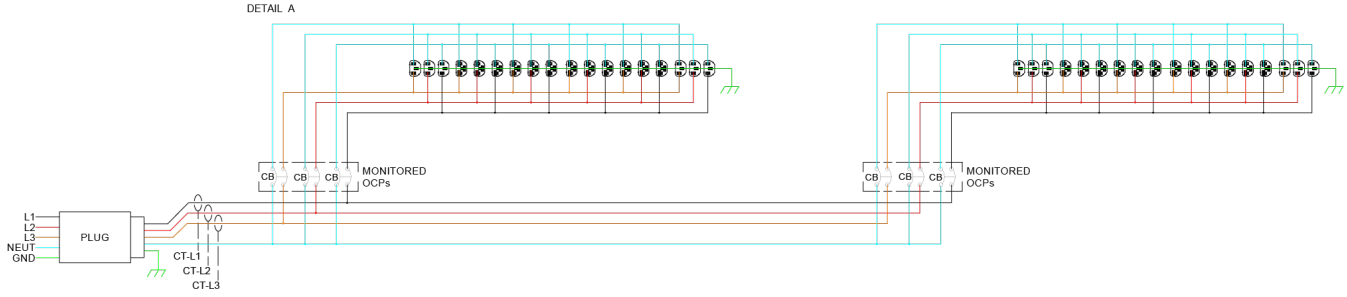 DETAIL A
CB CB CB MONITORED
OCPs
CB CB CB MONITORED
OCPs
L1
L2
L3
NEUT
GND
PLUG
CT-L1
CT-L2
CT-L3